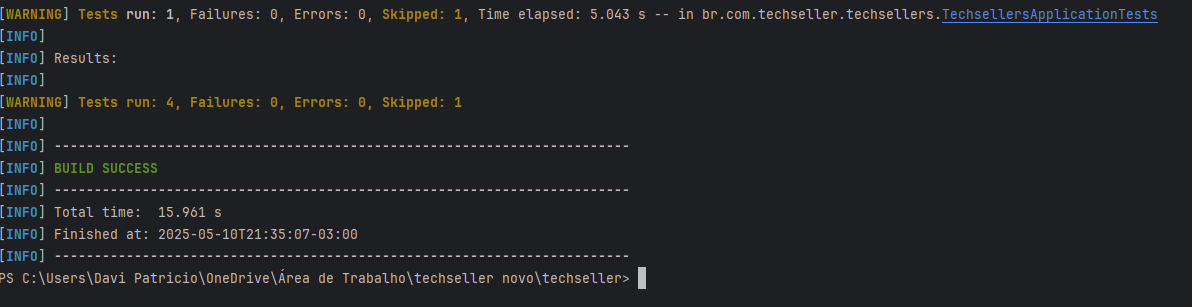 [WARNING] Tests run: 1, Failures: 0, Errors: 0, Skipped: 1, Time elapsed: 5.043 s -- in br.com.techseller.techsellers.TechsellersApplicationTests
[INFO]
[INFO] Results:
[INFO]
[WARNING] Tests run: 4, Failures: 0, Errors: 0, Skipped: 1
[INFO]
[INFO] ------------------------------------------------------------------------
[INFO] BUILD SUCCESS
[INFO] ------------------------------------------------------------------------
[INFO] Total time:  15.961 s
[INFO] Finished at: 2025-05-10T21:35:07-03:00
[INFO] ------------------------------------------------------------------------
PS C:\Users\Davi Patricio\OneDrive\Área de Trabalho\techseller novo\techseller>